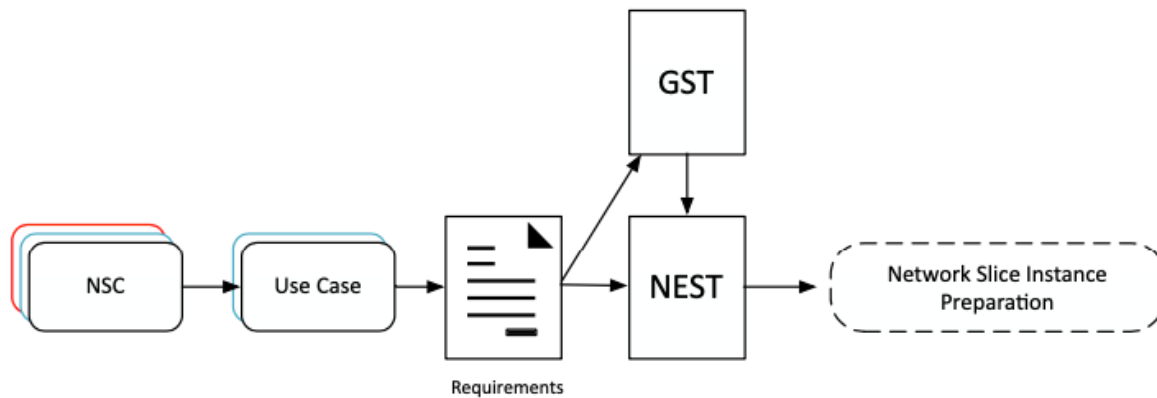 GST
NSC
Use Case
NEST
Network Slice Instance
Preparation
Requirements